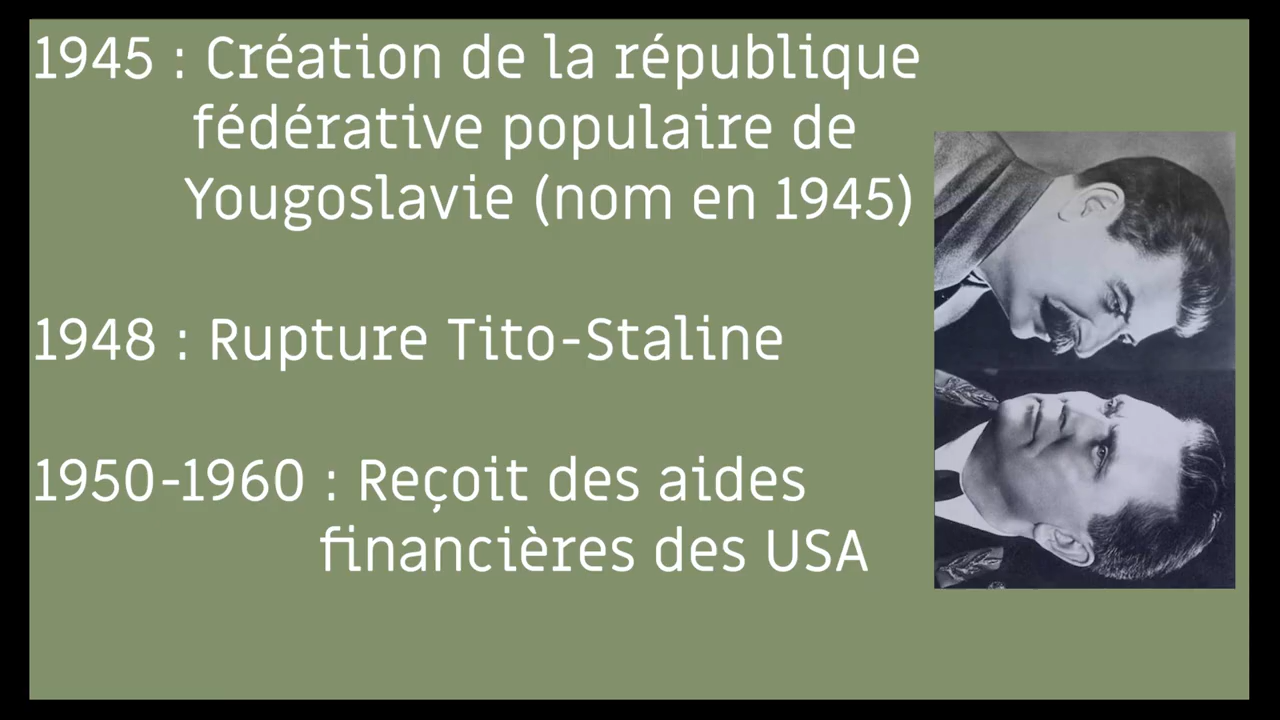 1945 : Création de la république
fédérative populaire de
Yougoslavie (nom en 1945)
1948 : Rupture Tito-Staline
1950-1960 : Reçoit des aides
financières des USA